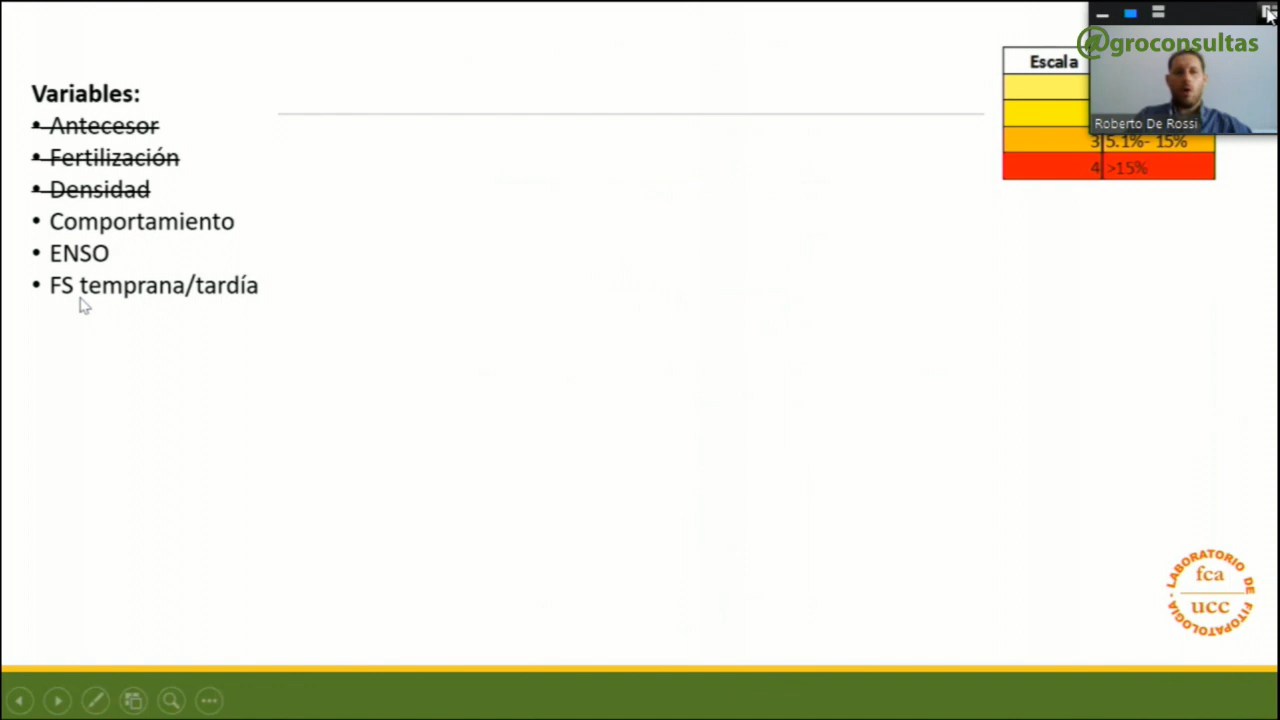 @groconsultas
Escala
Roberto De Rossi
3 5.1%- 15%
4 >15%
Variables:
• Antecesor
• Fertilización
• Densidad
• Comportamiento
• ENSO
• FS temprana/tardía
LABORATORIO DE FITOPATOLOGIA -
fca
ucc